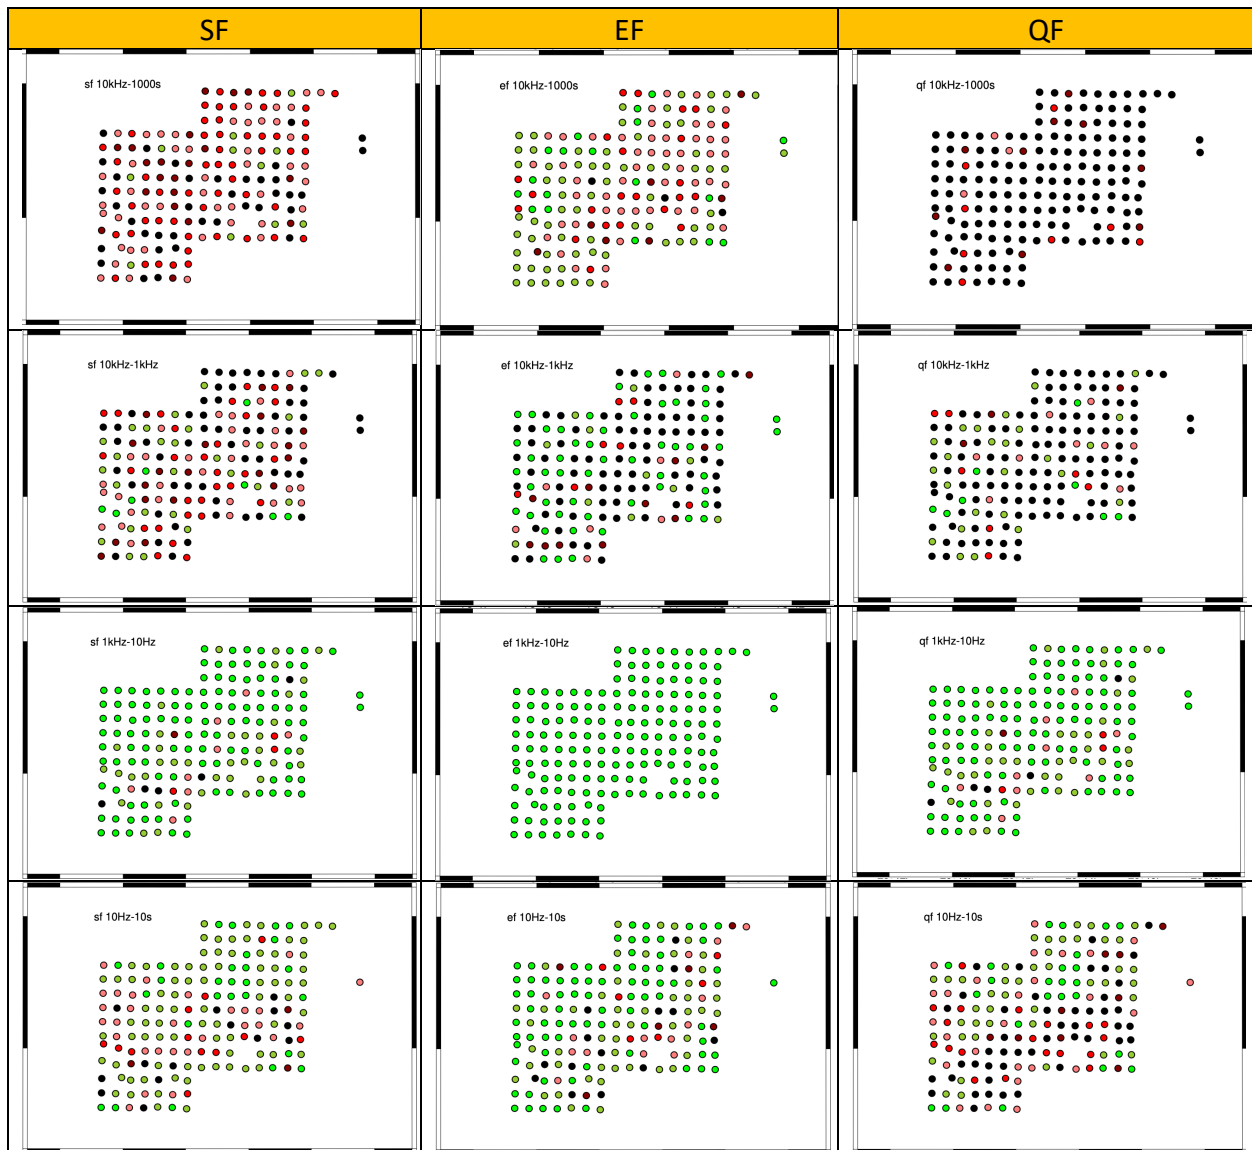 SF EF QF
sf 10kHz-1000s ef 10kHz-1000s qf 10kHz-1000s
sf 10kHz-1kHz ef 10kHz-1kHz qf 10kHz-1kHz
sf 1kHz-10Hz ef 1kHz-10Hz qf 1kHz-10Hz
sf 10Hz-10s ef 10Hz-10s qf 10Hz-10s